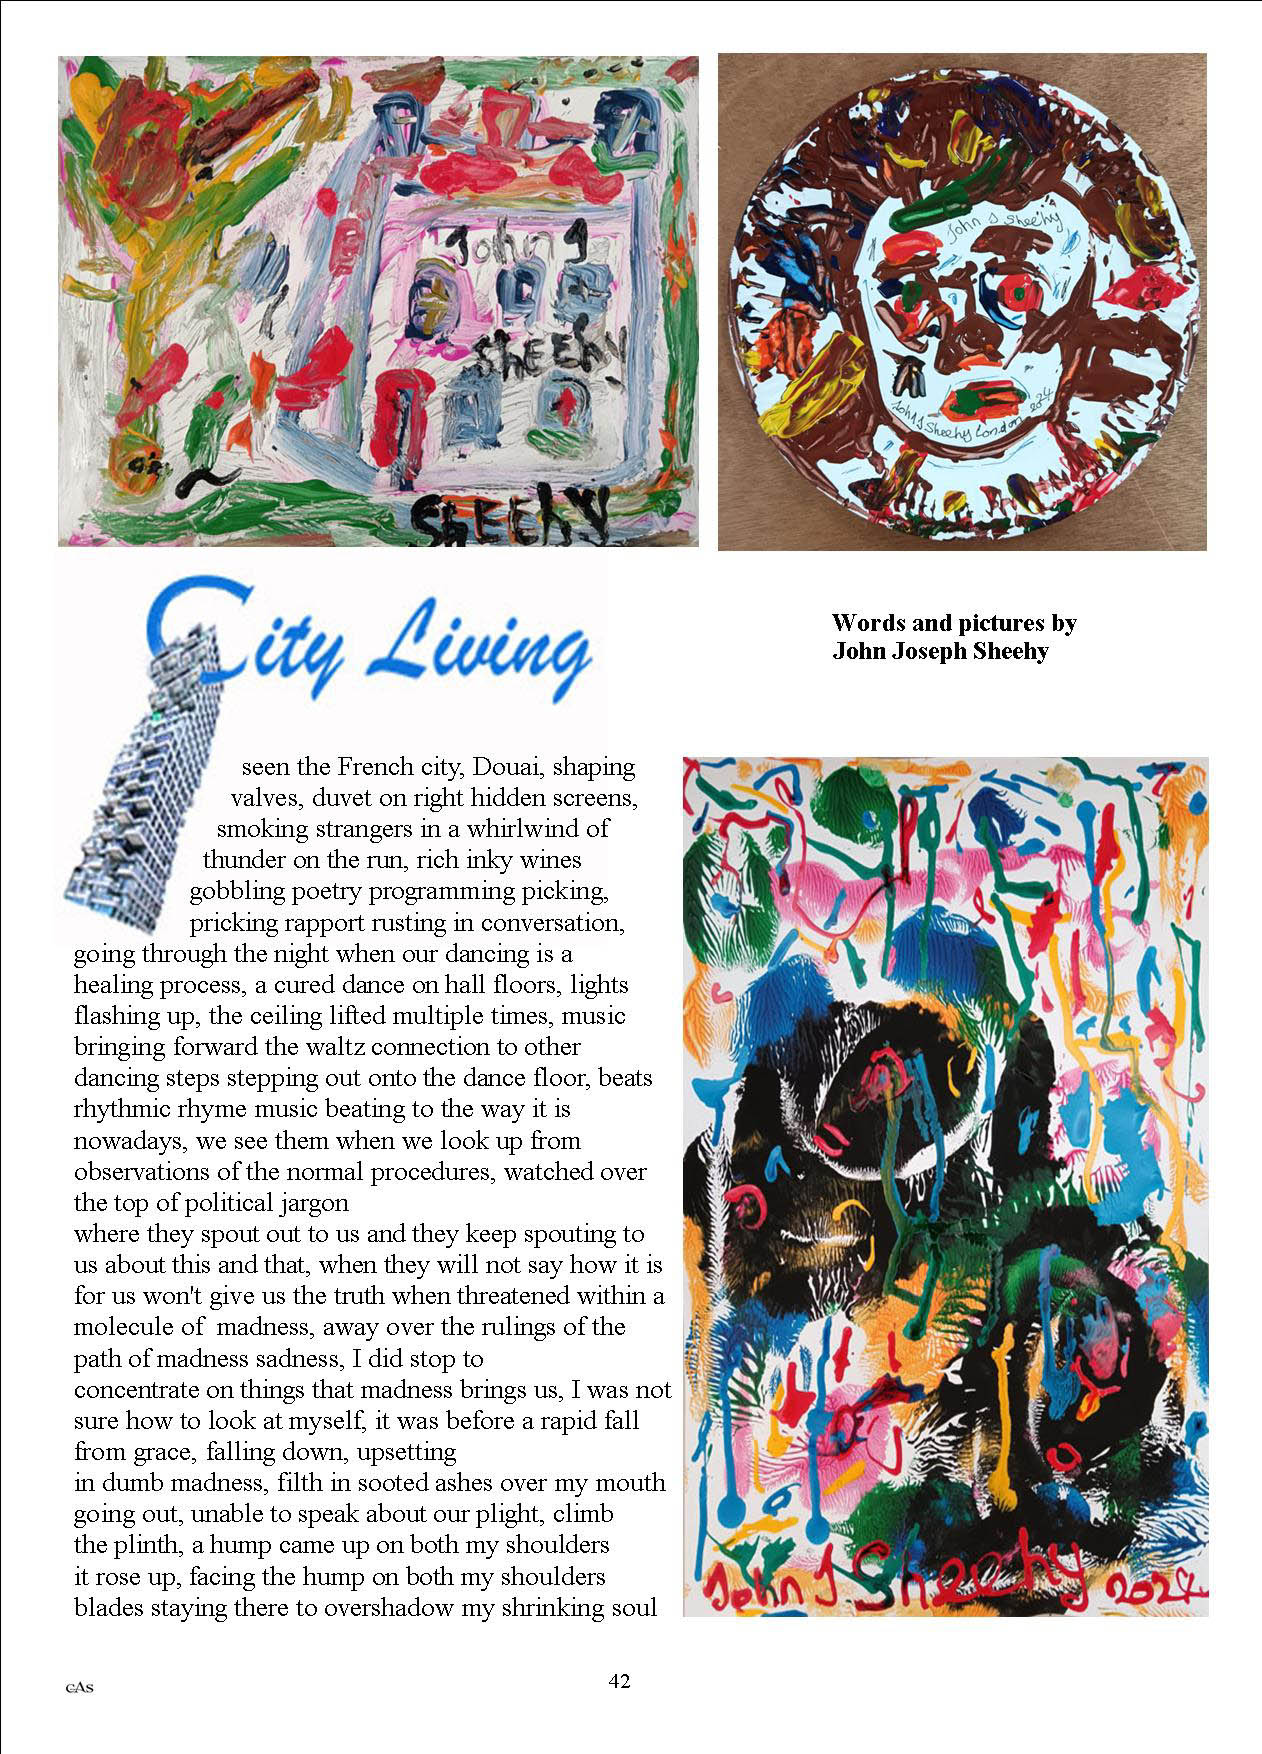 John J
Sheehy
SHEEHY
John J Sheehy
John J Sheehy London 2024
City Living
Words and pictures by
John Joseph Sheehy
seen the French city, Douai, shaping
valves, duvet on right hidden screens,
smoking strangers in a whirlwind of
thunder on the run, rich inky wines
gobbling poetry programming picking,
pricking rapport rusting in conversation,
going through the night when our dancing is a
healing process, a cured dance on hall floors, lights
flashing up, the ceiling lifted multiple times, music
bringing forward the waltz connection to other
dancing steps stepping out onto the dance floor, beats
rhythmic rhyme music beating to the way it is
nowadays, we see them when we look up from
observations of the normal procedures, watched over
the top of political jargon
where they spout out to us and they keep spouting to
us about this and that, when they will not say how it is
for us won't give us the truth when threatened within a
molecule of  madness, away over the rulings of the
path of madness sadness, I did stop to
concentrate on things that madness brings us, I was not
sure how to look at myself, it was before a rapid fall
from grace, falling down, upsetting
in dumb madness, filth in sooted ashes over my mouth
going out, unable to speak about our plight, climb
the plinth, a hump came up on both my shoulders
it rose up, facing the hump on both my shoulders
blades staying there to overshadow my shrinking soul
John J Sheehy 2024
cAs
42